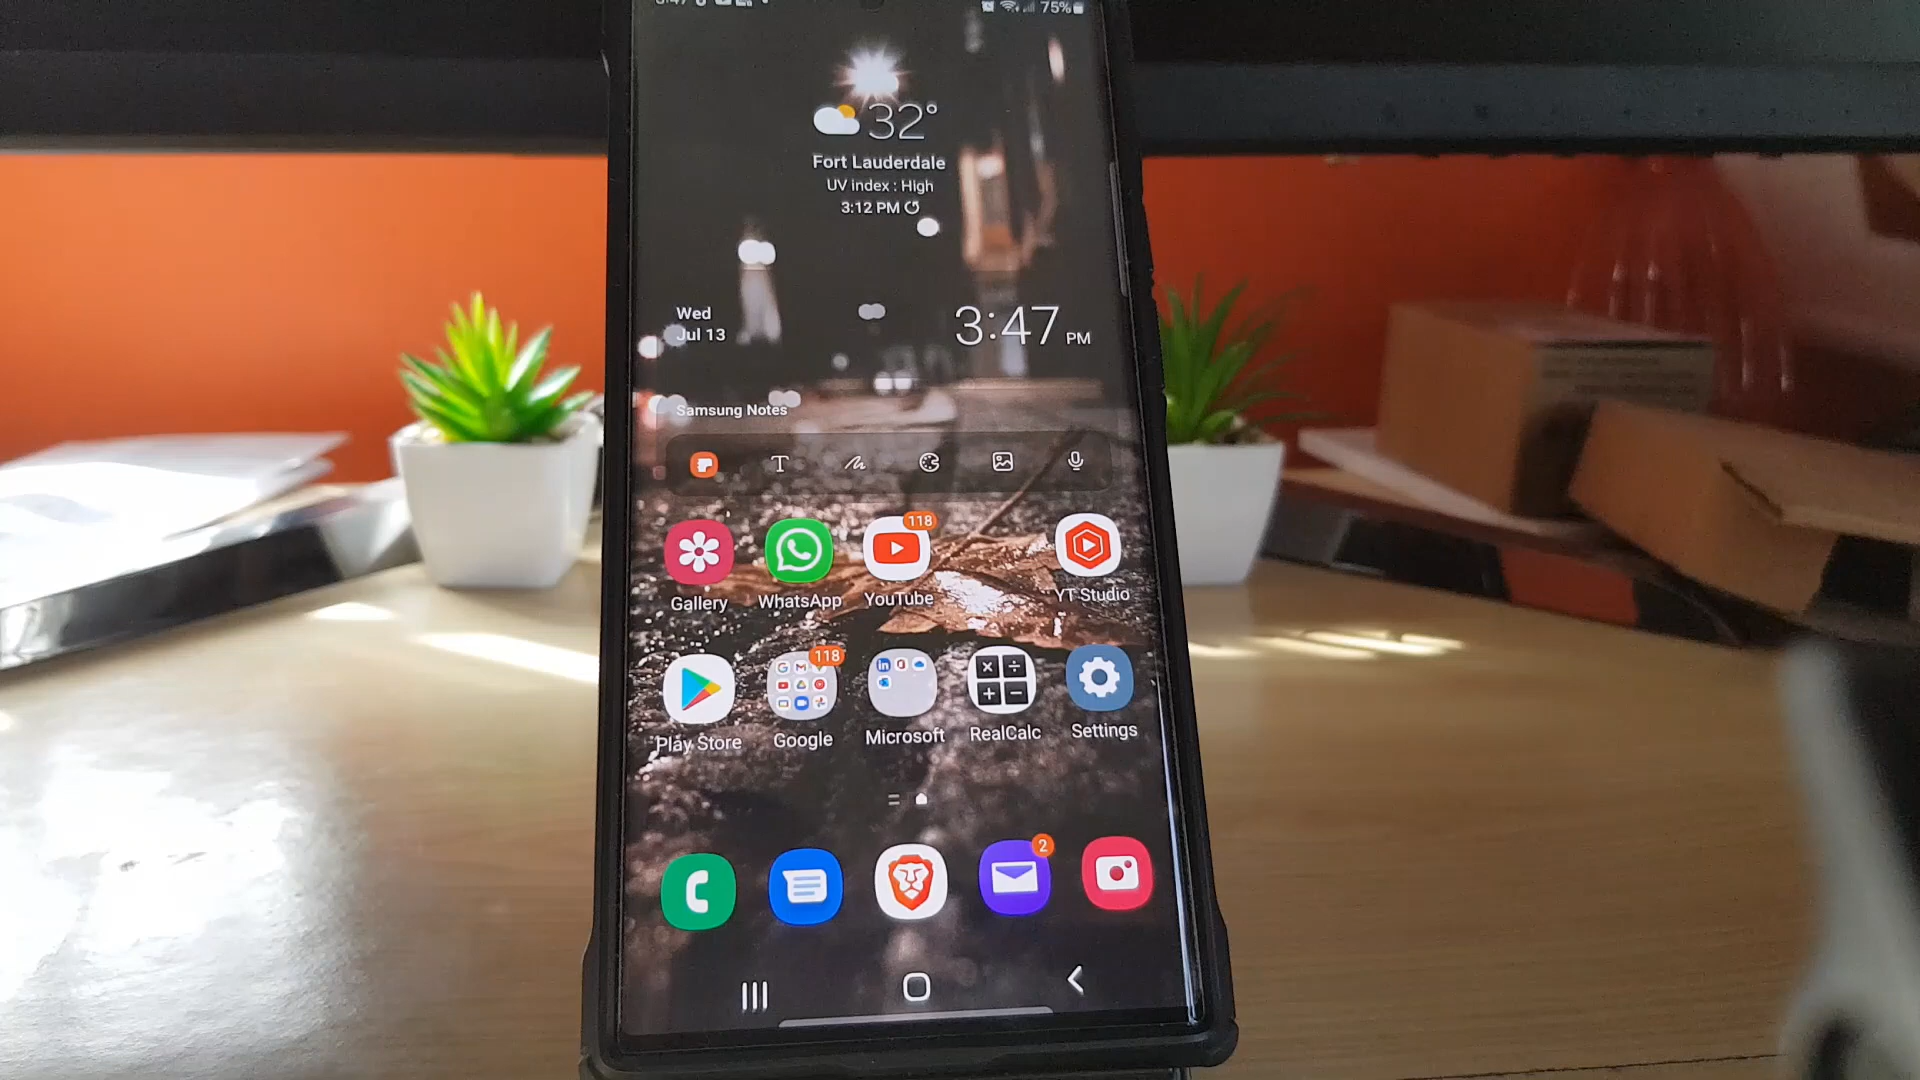 75%
32°
Fort Lauderdale
UV index : High
3:12 PM
Wed
Jul 13
3:47 PM
Samsung Notes
118
Gallery
WhatsApp
YouTube
YT Studio
118
Play Store
Google
Microsoft
RealCalc
Settings
2